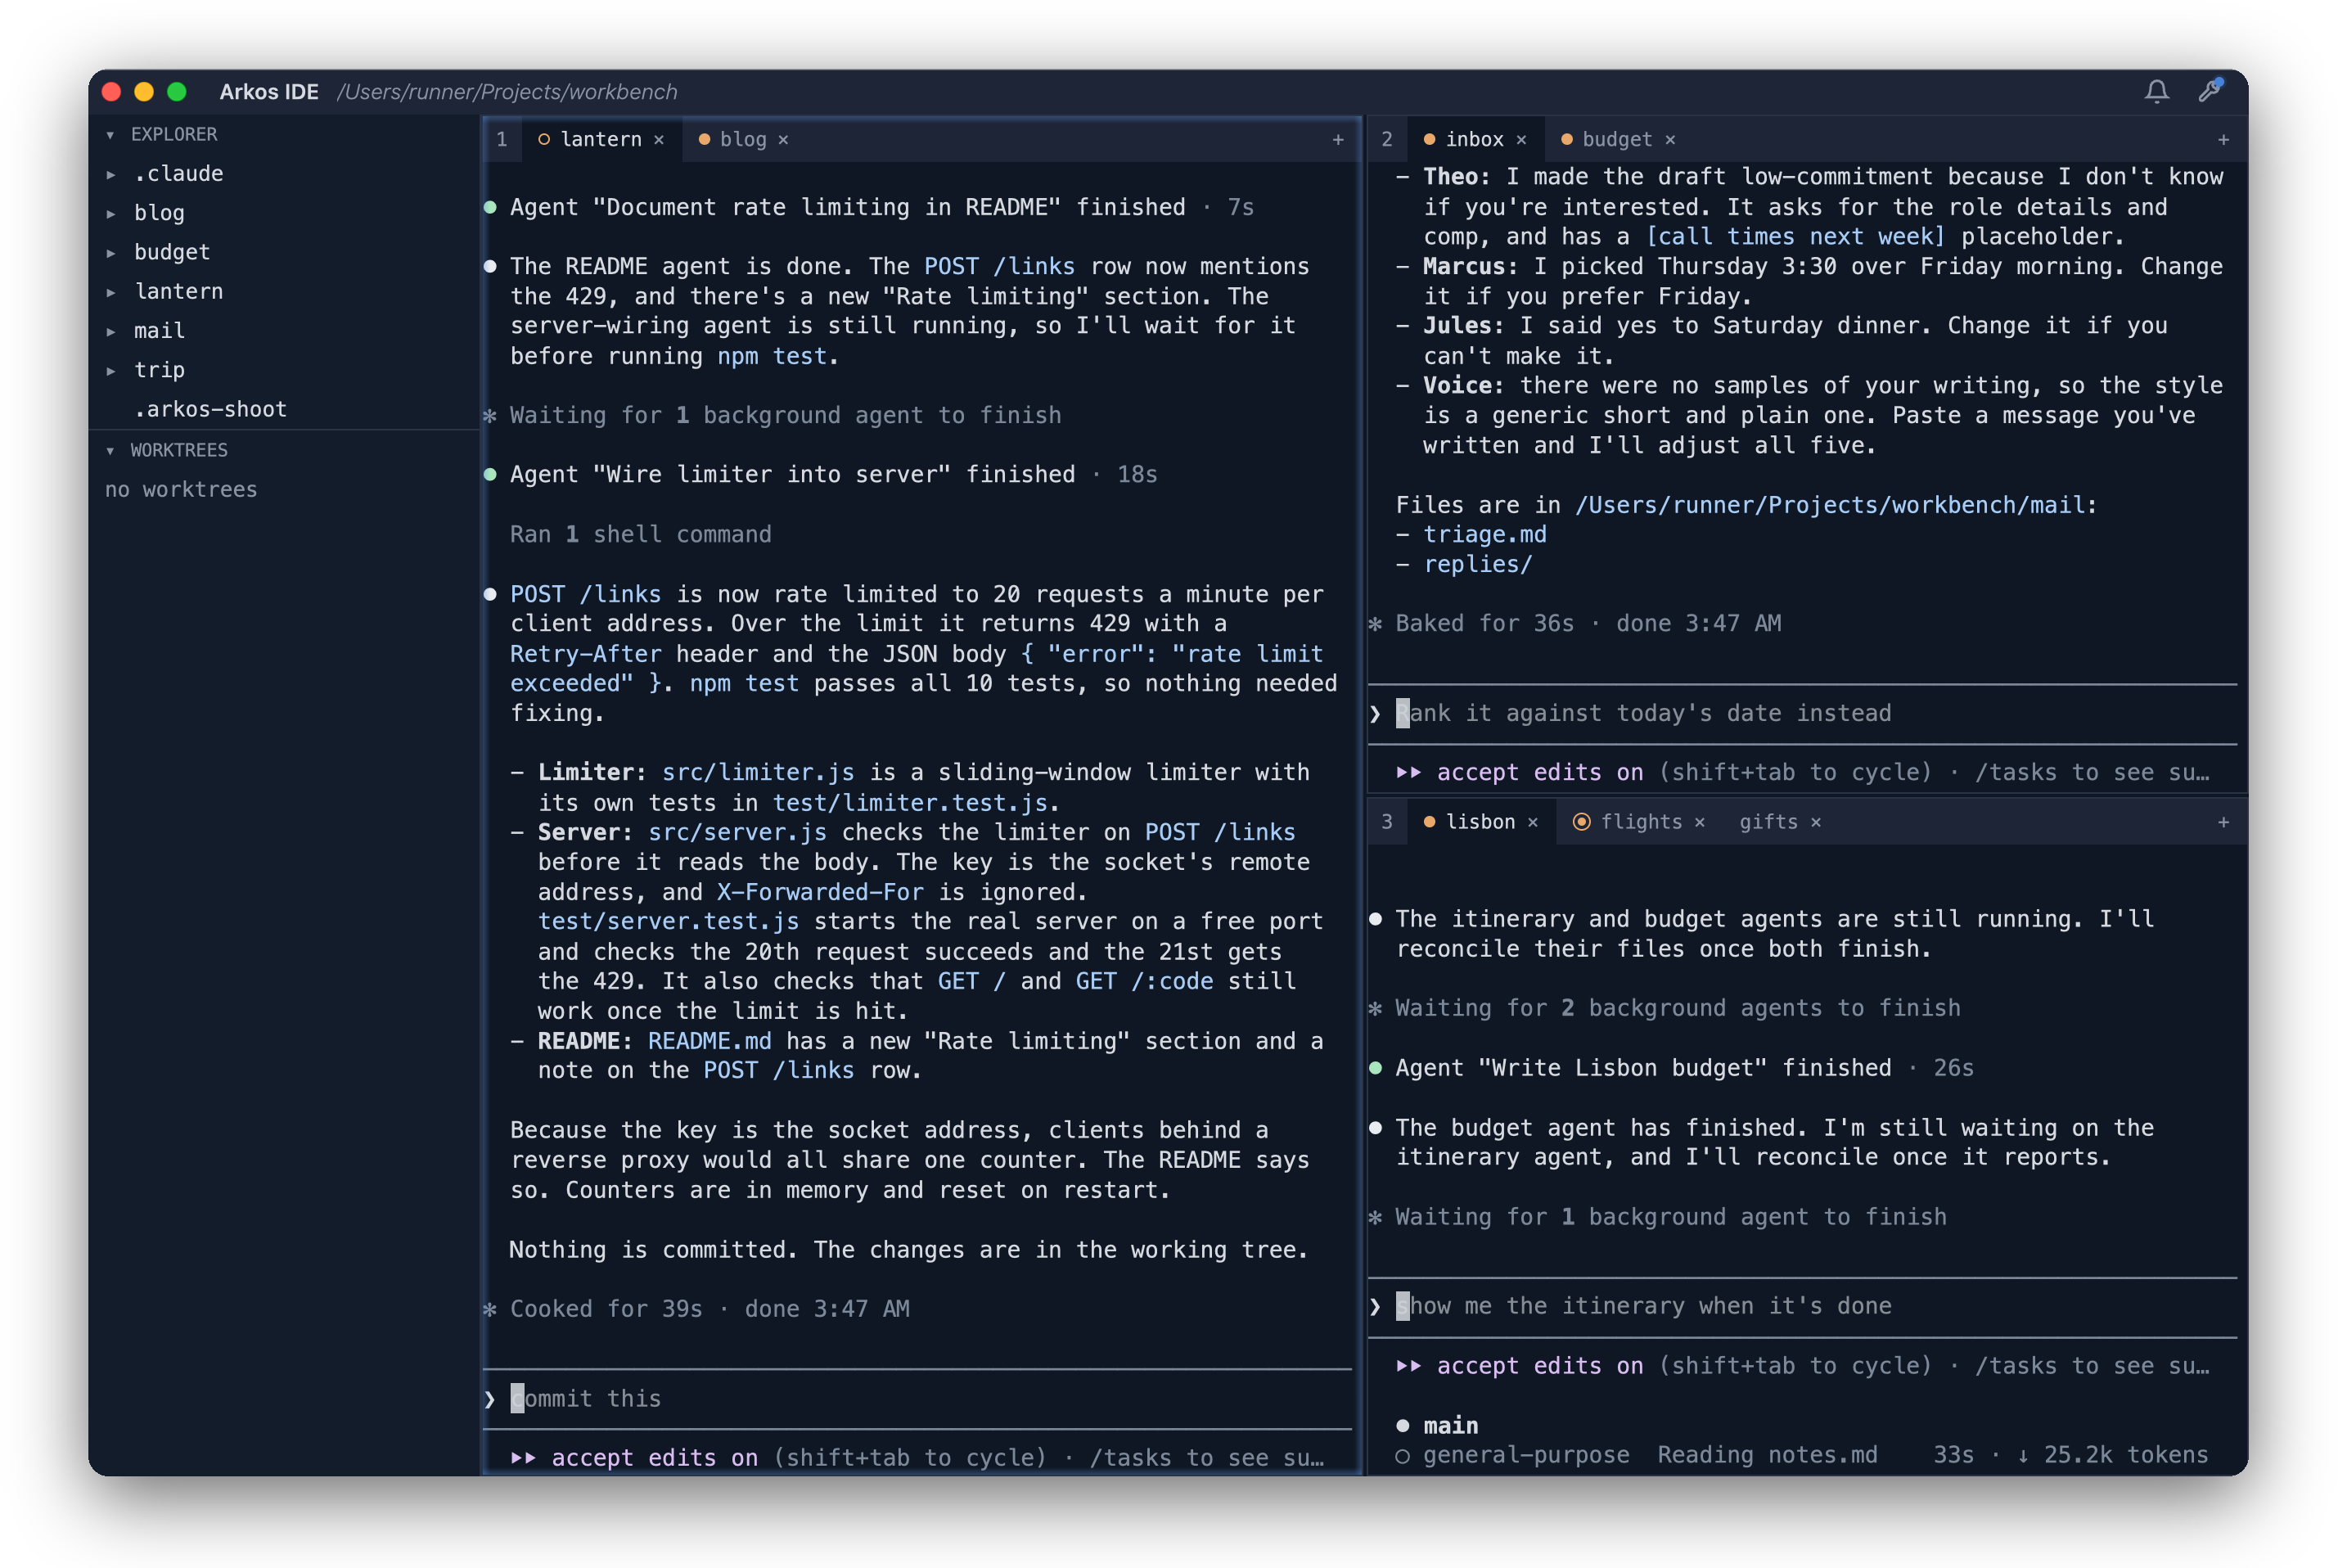 Arkos IDE /Users/runner/Projects/workbench
EXPLORER
.claude
blog
budget
lantern
mail
trip
.arkos-shoot
WORKTREES
no worktrees
1 lantern × blog × +
Agent "Document rate limiting in README" finished · 7s
The README agent is done. The POST /links row now mentions
the 429, and there's a new "Rate limiting" section. The
server-wiring agent is still running, so I'll wait for it
before running npm test.
✻ Waiting for 1 background agent to finish
Agent "Wire limiter into server" finished · 18s
Ran 1 shell command
POST /links is now rate limited to 20 requests a minute per
client address. Over the limit it returns 429 with a
Retry-After header and the JSON body { "error": "rate limit
exceeded" }. npm test passes all 10 tests, so nothing needed
fixing.
- Limiter: src/limiter.js is a sliding-window limiter with
its own tests in test/limiter.test.js.
- Server: src/server.js checks the limiter on POST /links
before it reads the body. The key is the socket's remote
address, and X-Forwarded-For is ignored.
test/server.test.js starts the real server on a free port
and checks the 20th request succeeds and the 21st gets
the 429. It also checks that GET / and GET /:code still
work once the limit is hit.
- README: README.md has a new "Rate limiting" section and a
note on the POST /links row.
Because the key is the socket address, clients behind a
reverse proxy would all share one counter. The README says
so. Counters are in memory and reset on restart.
Nothing is committed. The changes are in the working tree.
✻ Cooked for 39s · done 3:47 AM
❯ commit this
⏵⏵ accept edits on (shift+tab to cycle) · /tasks to see su…
2 inbox × budget × +
- Theo: I made the draft low-commitment because I don't know
if you're interested. It asks for the role details and
comp, and has a [call times next week] placeholder.
- Marcus: I picked Thursday 3:30 over Friday morning. Change
it if you prefer Friday.
- Jules: I said yes to Saturday dinner. Change it if you
can't make it.
- Voice: there were no samples of your writing, so the style
is a generic short and plain one. Paste a message you've
written and I'll adjust all five.
Files are in /Users/runner/Projects/workbench/mail:
- triage.md
- replies/
✻ Baked for 36s · done 3:47 AM
❯ Rank it against today's date instead
⏵⏵ accept edits on (shift+tab to cycle) · /tasks to see su…
3 lisbon × flights × gifts × +
The itinerary and budget agents are still running. I'll
reconcile their files once both finish.
✻ Waiting for 2 background agents to finish
Agent "Write Lisbon budget" finished · 26s
The budget agent has finished. I'm still waiting on the
itinerary agent, and I'll reconcile once it reports.
✻ Waiting for 1 background agent to finish
❯ show me the itinerary when it's done
⏵⏵ accept edits on (shift+tab to cycle) · /tasks to see su…
main
general-purpose Reading notes.md 33s · ↓ 25.2k tokens